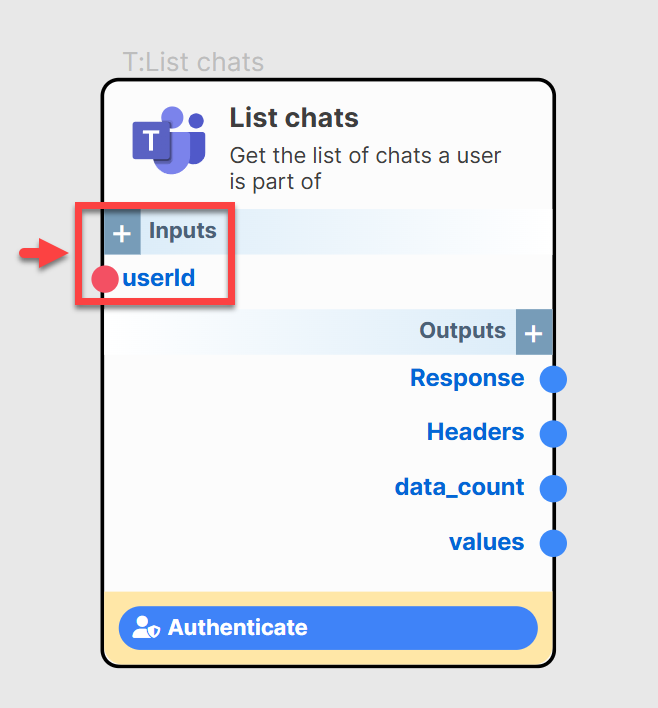 T:List chats
List chats
Get the list of chats a user
is part of
T
+ Inputs
userId
Outputs +
Response
Headers
data_count
values
Authenticate